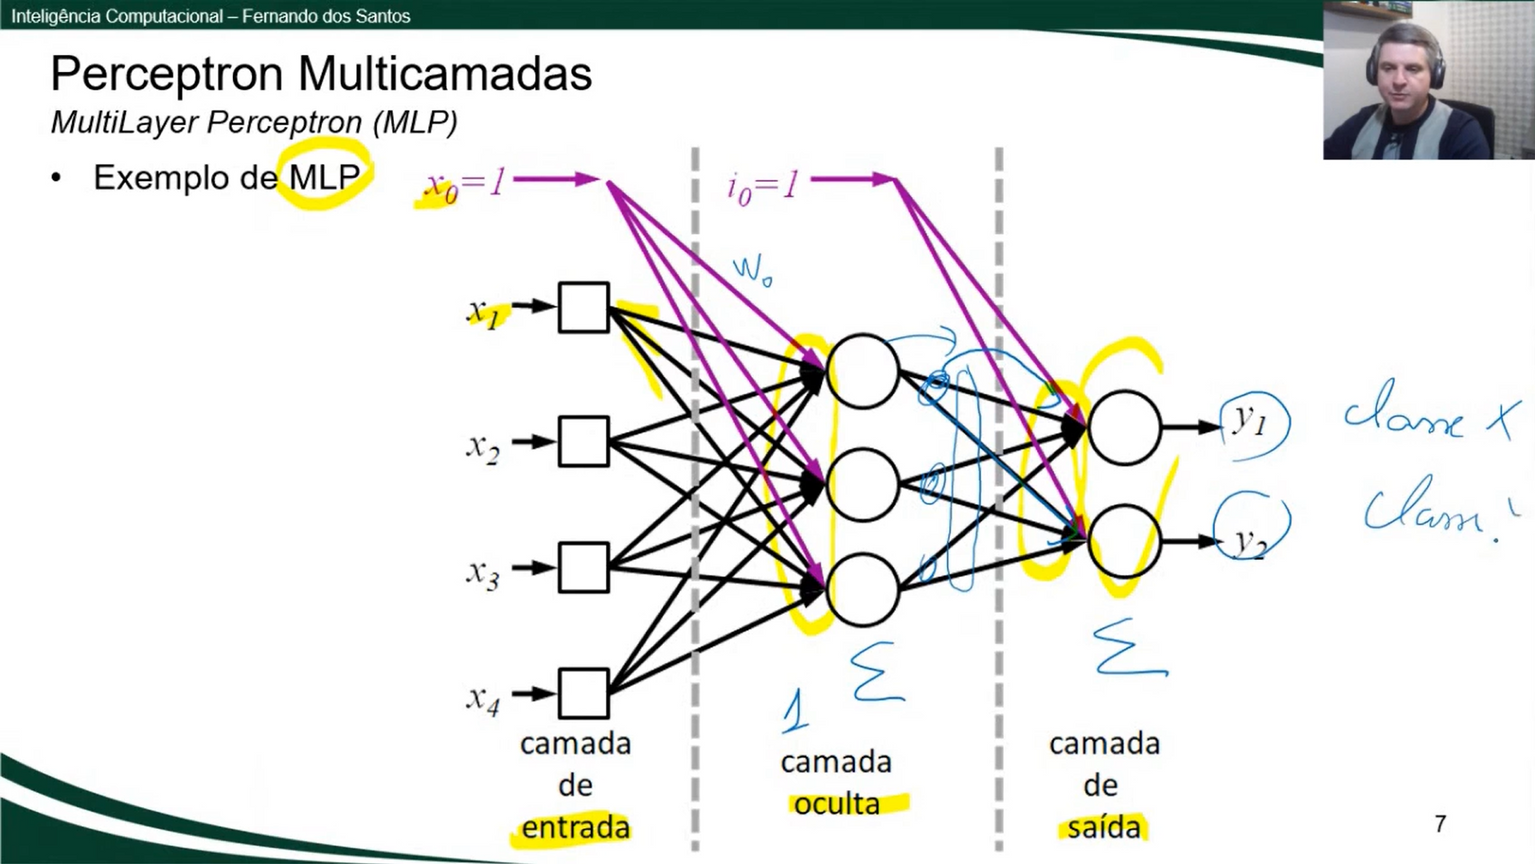 Inteligência Computacional – Fernando dos Santos
Perceptron Multicamadas
MultiLayer Perceptron (MLP)
• Exemplo de MLP
x0=1
i0=1
w0
x1
x2
x3
x4
y1
classe X
y2
Σ
Σ
1
camada de entrada
camada oculta
camada de saída
7